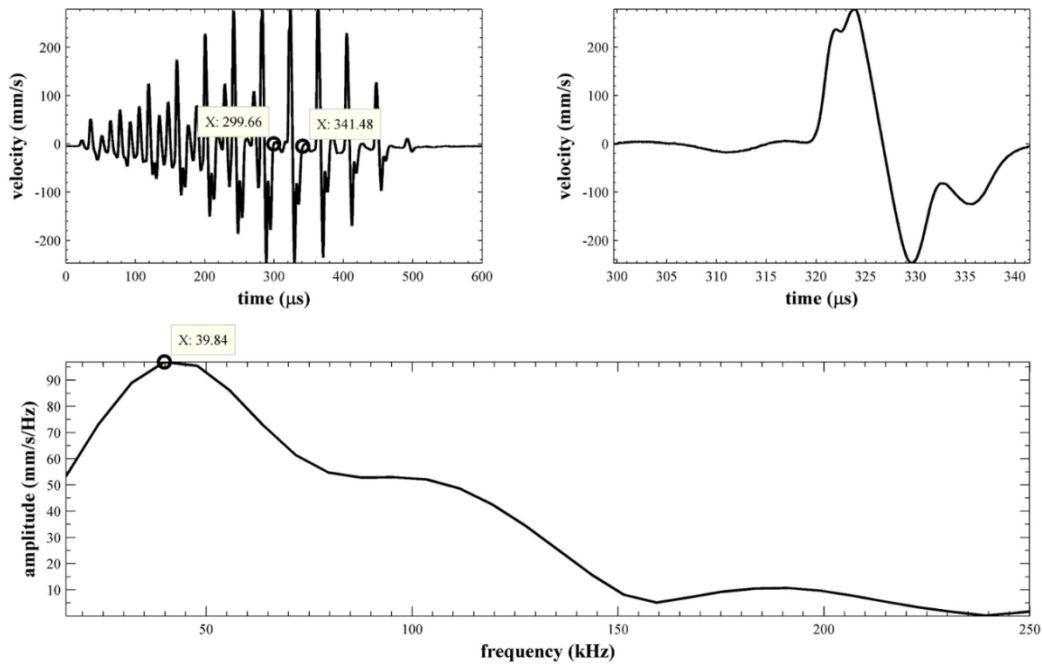 200
100
0
-100
-200
velocity (mm/s)
X: 299.66
X: 341.48
0 100 200 300 400 500 600
time (μs)
200
100
0
-100
-200
velocity (mm/s)
300 305 310 315 320 325 330 335 340
time (μs)
X: 39.84
90
80
70
60
50
40
30
20
10
amplitude (mm/s/Hz)
50 100 150 200 250
frequency (kHz)